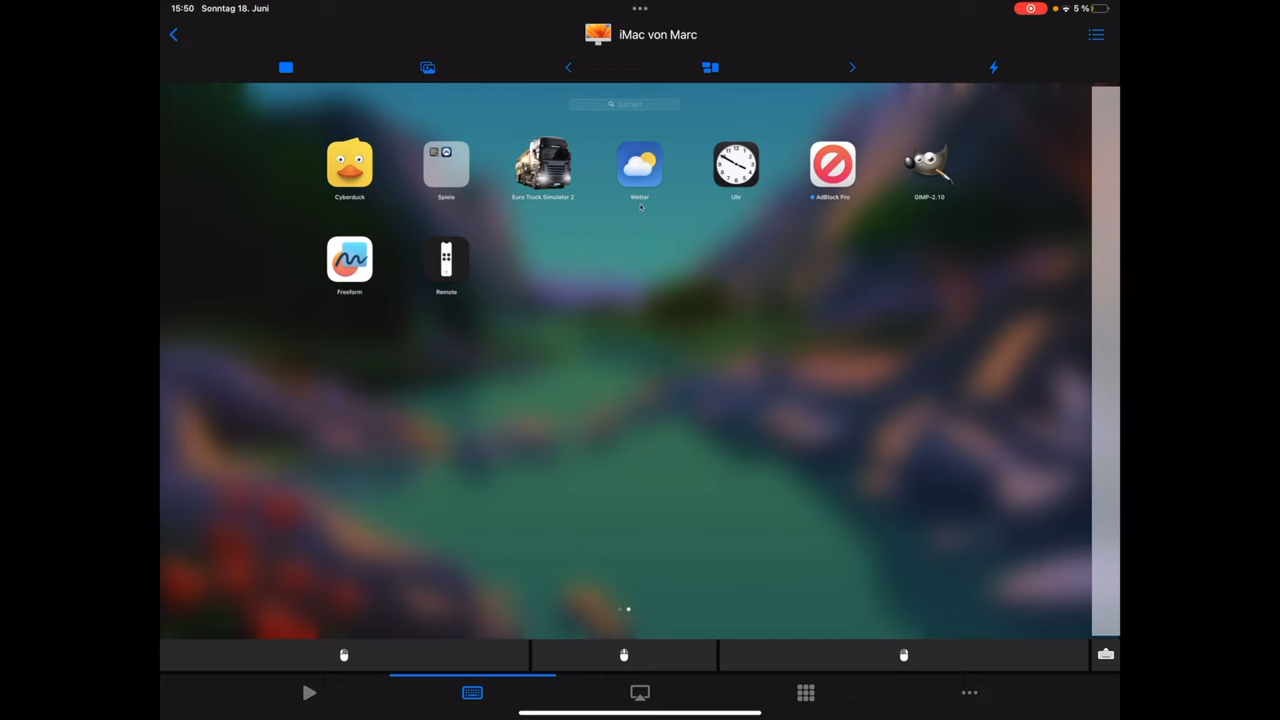 15:50 Sonntag 18. Juni
5 %
iMac von Marc
Suchen
Cyberduck
Spiele
Euro Truck Simulator 2
Wetter
Uhr
AdBlock Pro
GIMP-2.10
Freeform
Remote